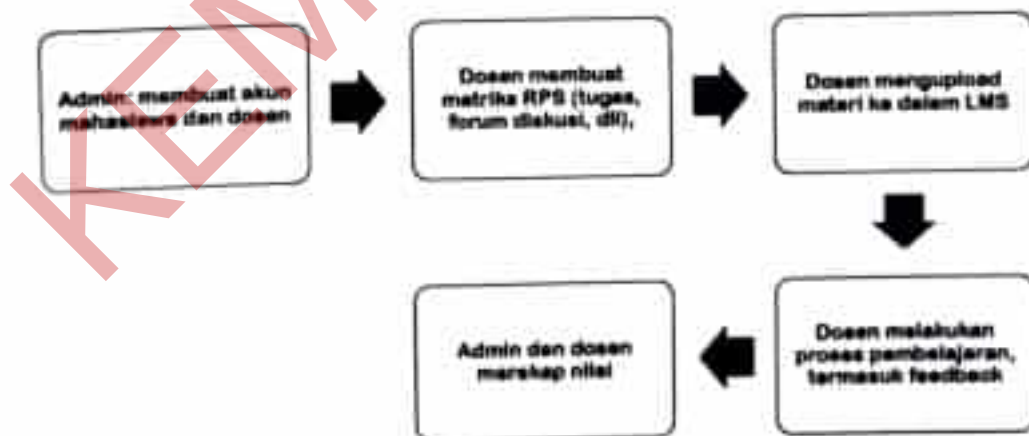 Admin: membuat akun
mahasiswa dan dosen
Dosen membuat
matriks RPS (tugas,
forum diskusi, dll),
Dosen mengupload
materi ke dalam LMS
Dosen melakukan
proses pembelajaran,
termasuk feedback
Admin dan dosen
merekap nilai
KEM